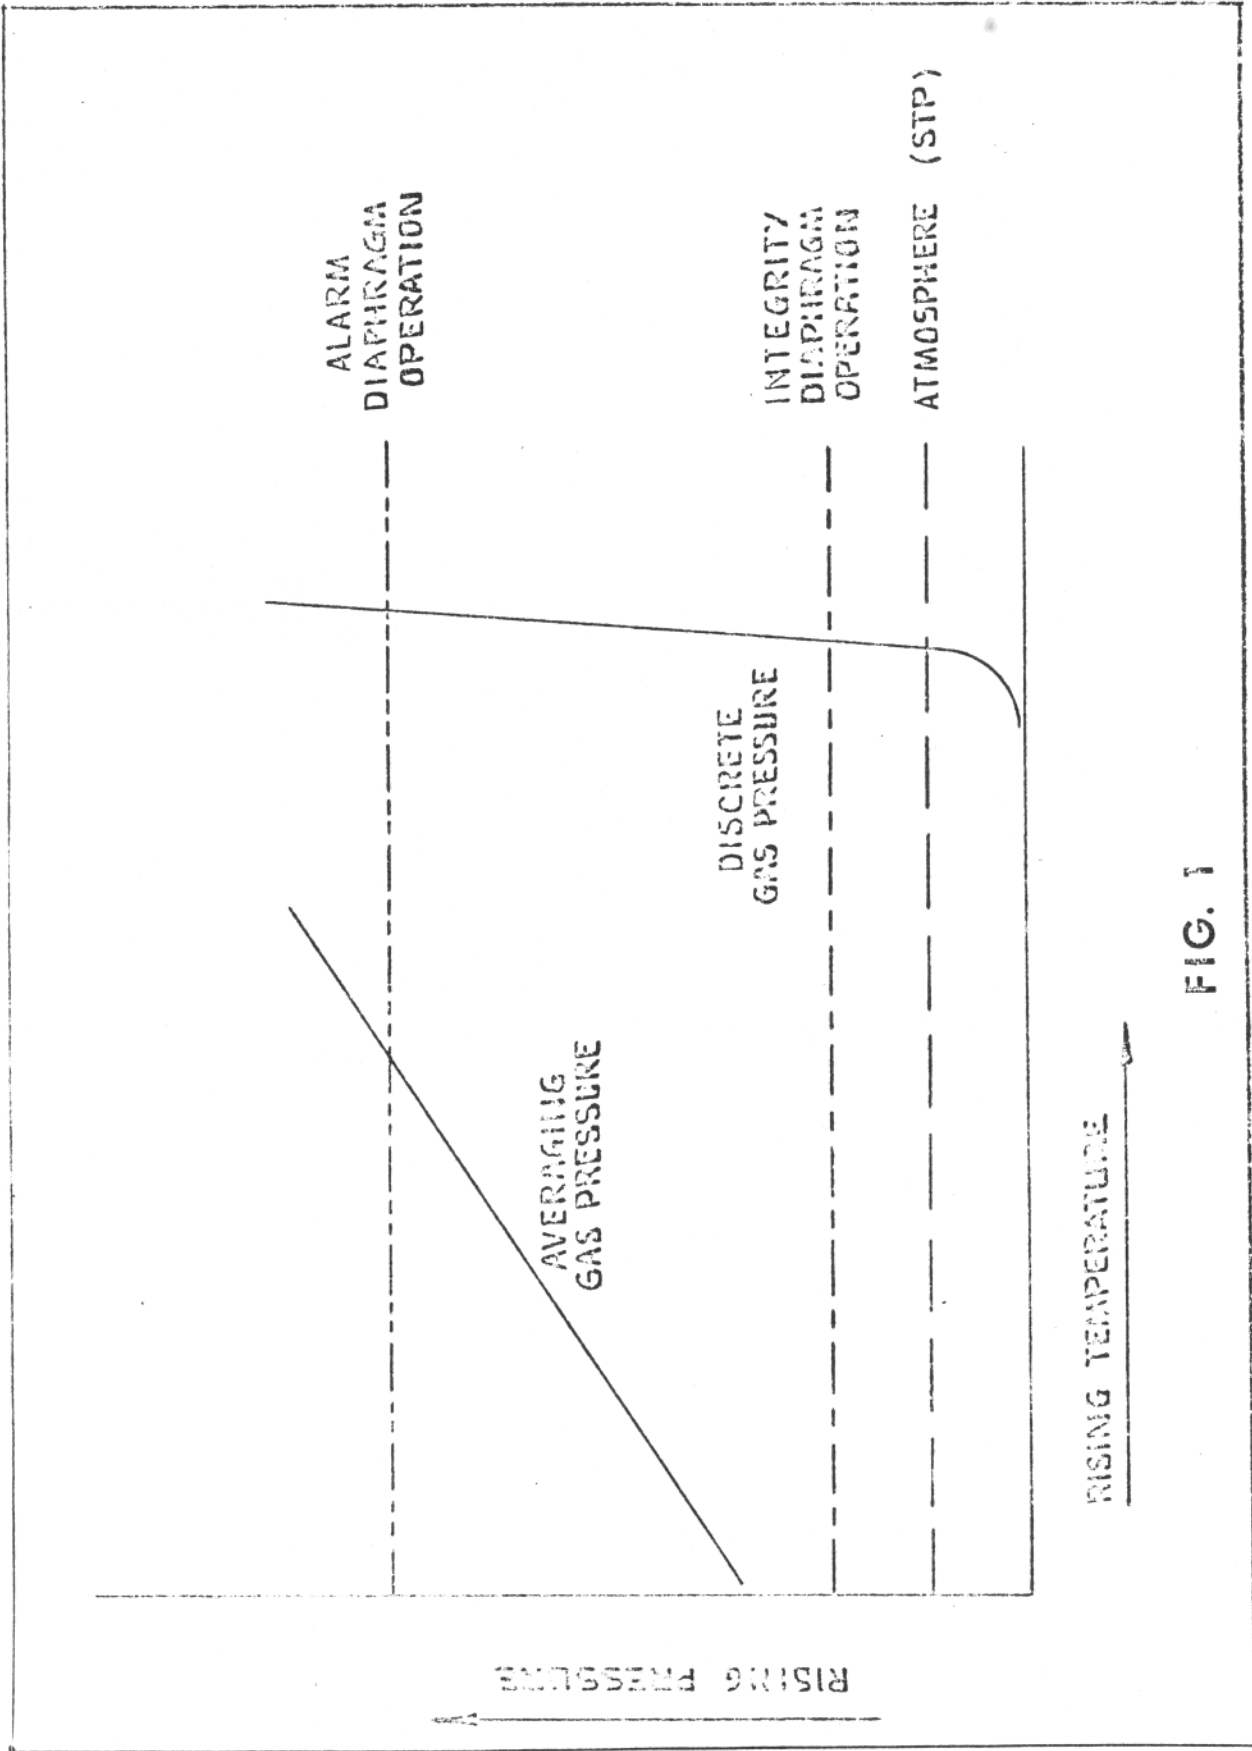 ALARM
DIAPHRAGM
OPERATION
INTEGRITY
DIAPHRAGM
OPERATION
ATMOSPHERE (STP)
AVERAGING
GAS PRESSURE
DISCRETE
GAS PRESSURE
RISING PRESSURE
RISING TEMPERATURE
FIG. 1